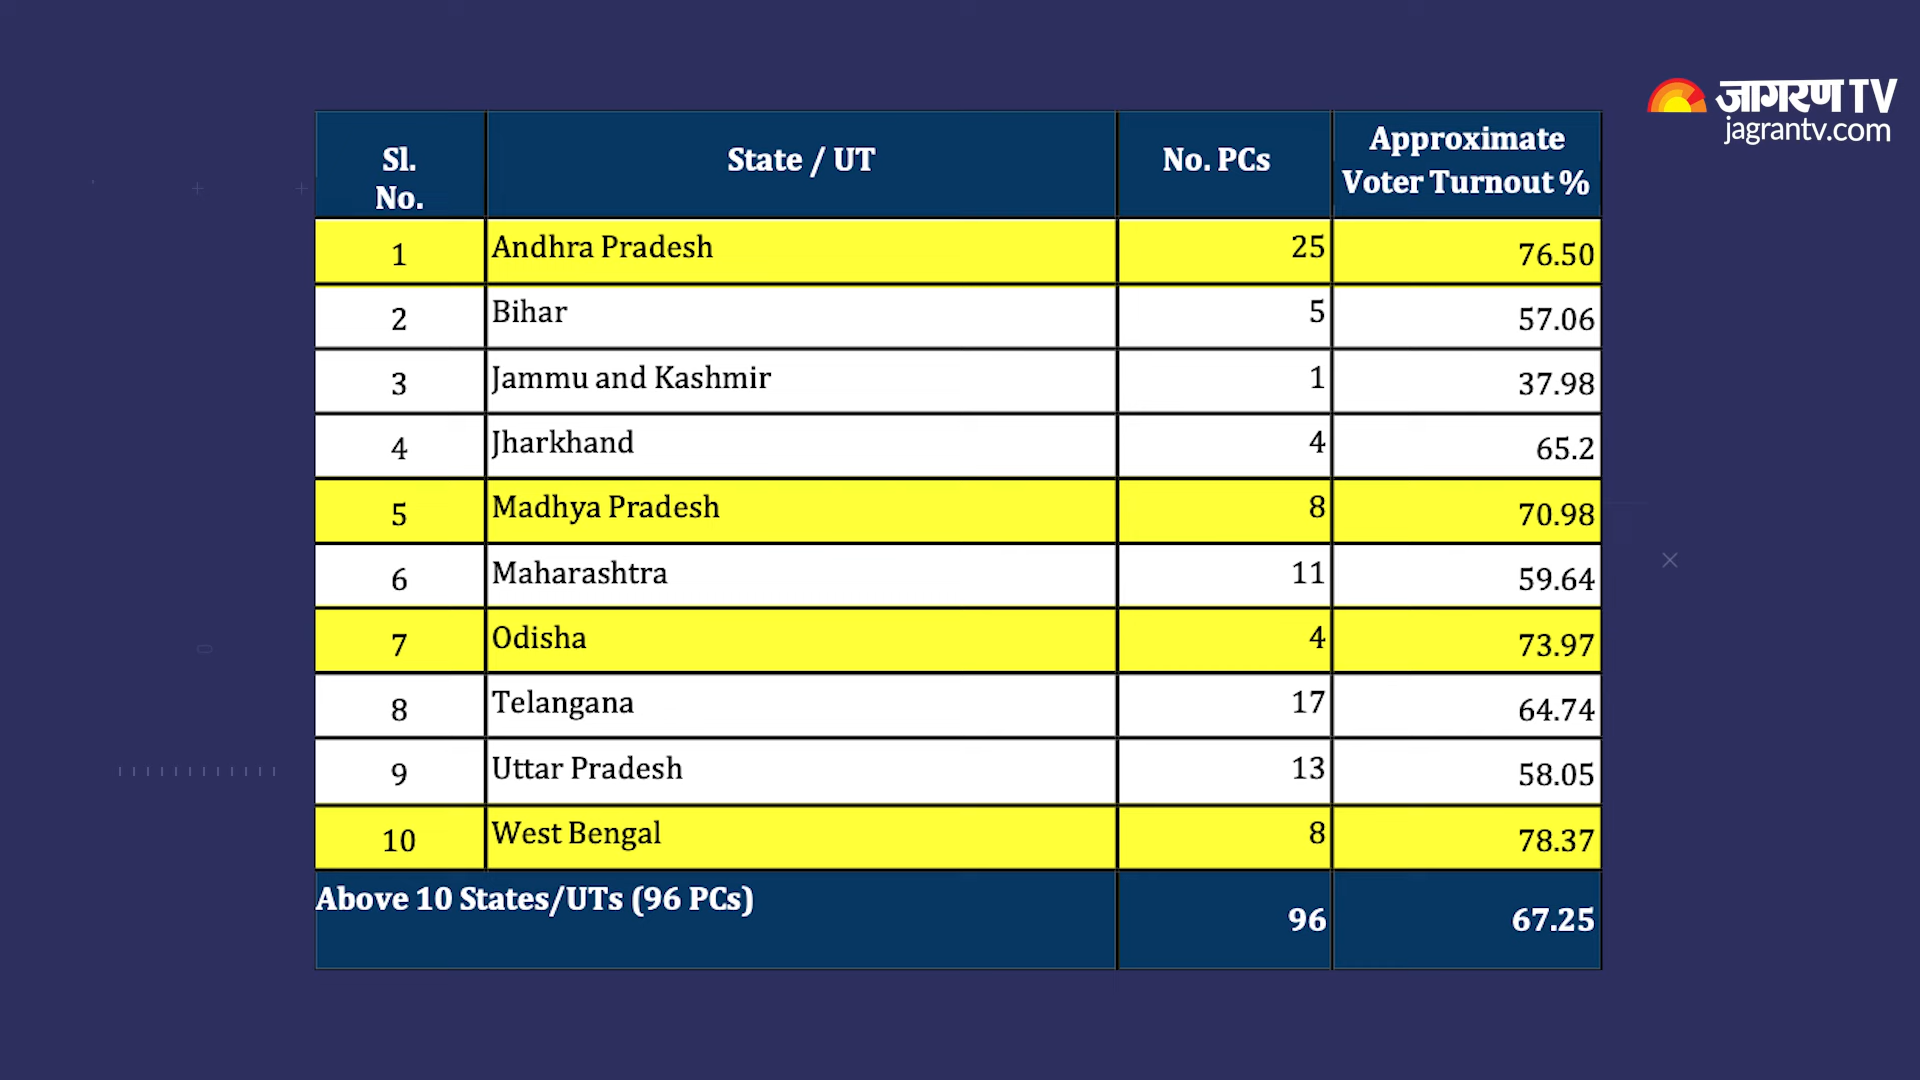 जागरण TV
jagrantv.com
Sl. No. State / UT No. PCs Approximate Voter Turnout %
1 Andhra Pradesh 25 76.50
2 Bihar 5 57.06
3 Jammu and Kashmir 1 37.98
4 Jharkhand 4 65.2
5 Madhya Pradesh 8 70.98
6 Maharashtra 11 59.64
7 Odisha 4 73.97
8 Telangana 17 64.74
9 Uttar Pradesh 13 58.05
10 West Bengal 8 78.37
Above 10 States/UTs (96 PCs) 96 67.25